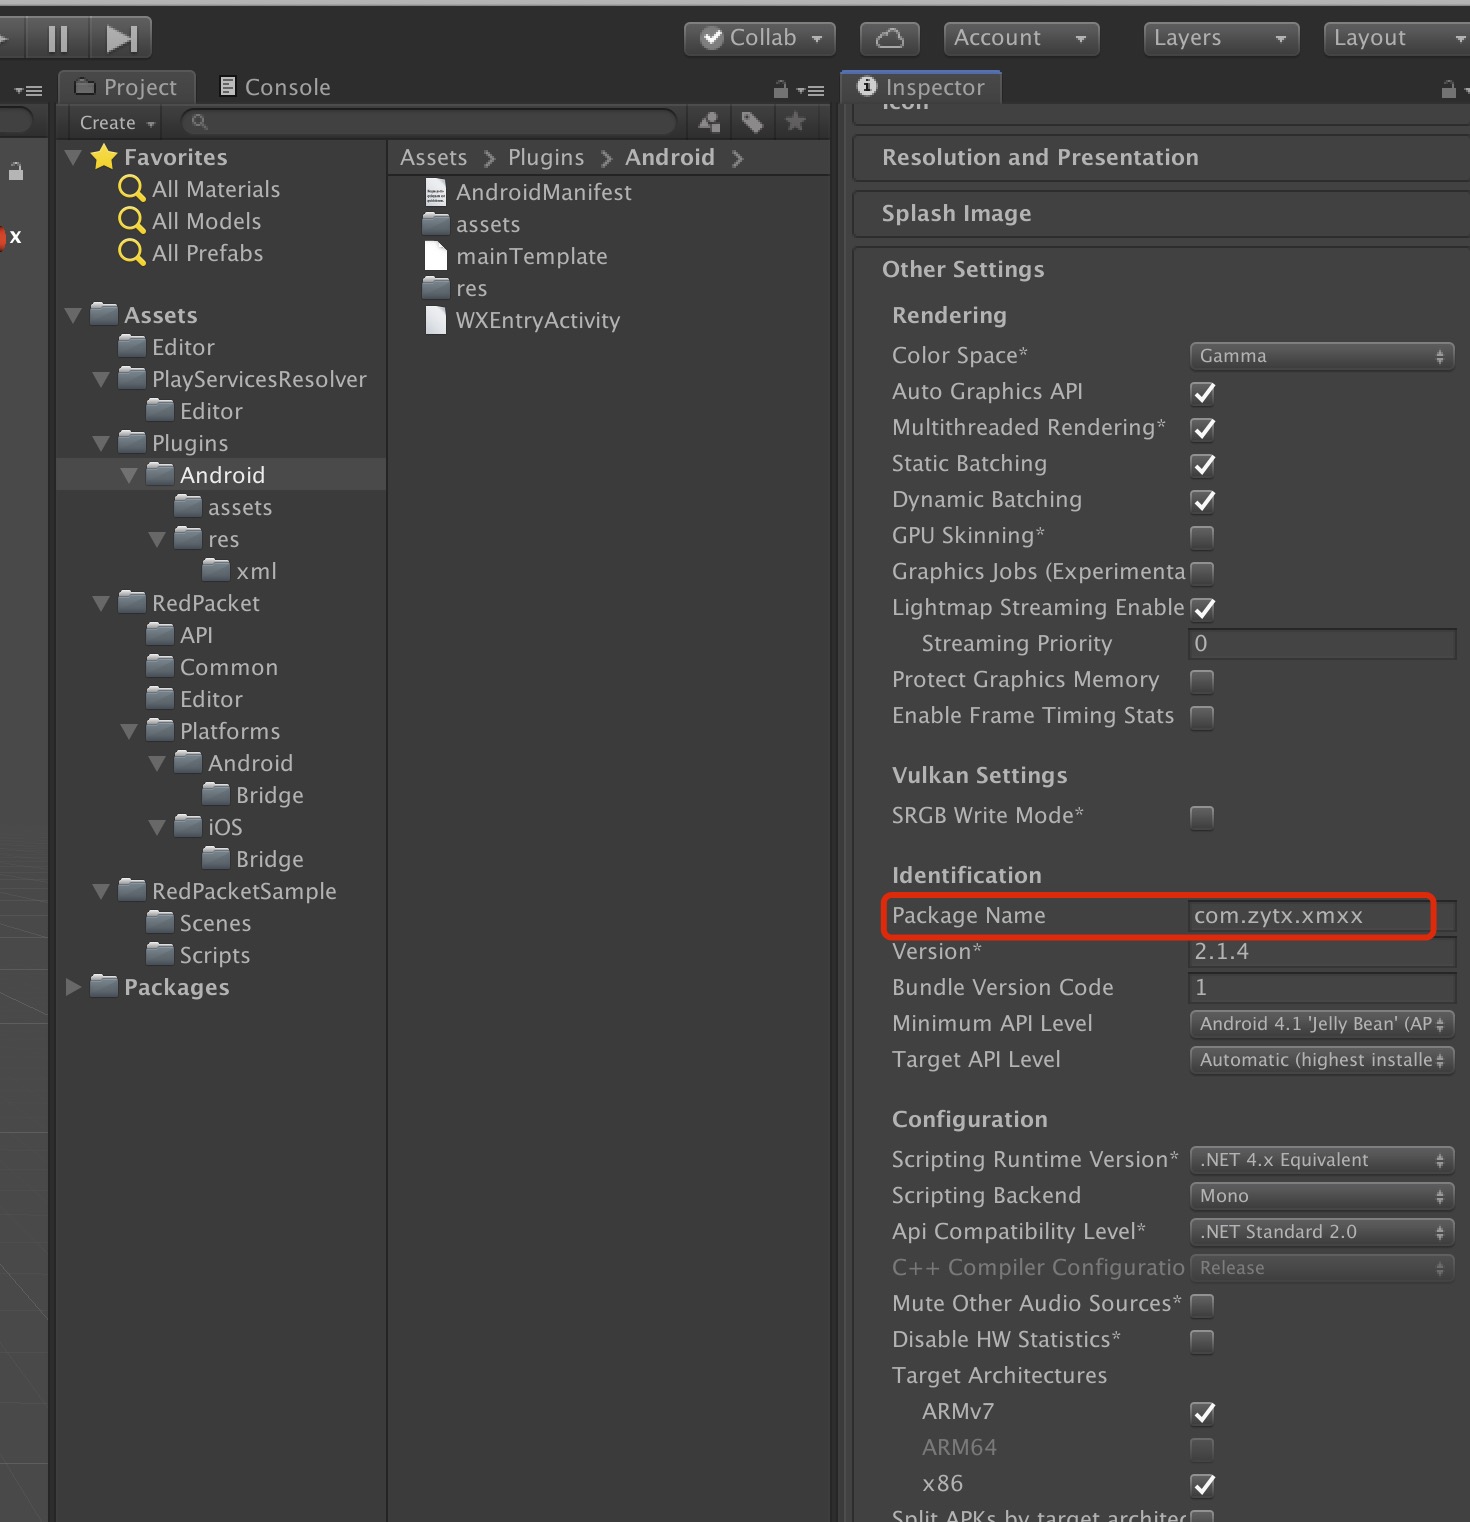 Collab
Account
Layers
Layout
Project
Console
Inspector
Create
Icon
Favorites
All Materials
All Models
All Prefabs
Assets
Editor
PlayServicesResolver
Editor
Plugins
Android
assets
res
xml
RedPacket
API
Common
Editor
Platforms
Android
Bridge
iOS
Bridge
RedPacketSample
Scenes
Scripts
Packages
Assets Plugins Android
AndroidManifest
assets
mainTemplate
res
WXEntryActivity
x
Resolution and Presentation
Splash Image
Other Settings
Rendering
Color Space* Gamma
Auto Graphics API
Multithreaded Rendering*
Static Batching
Dynamic Batching
GPU Skinning*
Graphics Jobs (Experimenta
Lightmap Streaming Enable
Streaming Priority 0
Protect Graphics Memory
Enable Frame Timing Stats
Vulkan Settings
SRGB Write Mode*
Identification
Package Name com.zytx.xmxx
Version* 2.1.4
Bundle Version Code 1
Minimum API Level Android 4.1 'Jelly Bean' (AP
Target API Level Automatic (highest installe
Configuration
Scripting Runtime Version* .NET 4.x Equivalent
Scripting Backend Mono
Api Compatibility Level* .NET Standard 2.0
C++ Compiler Configuratio Release
Mute Other Audio Sources*
Disable HW Statistics*
Target Architectures
ARMv7
ARM64
x86
Split APKs by target architec